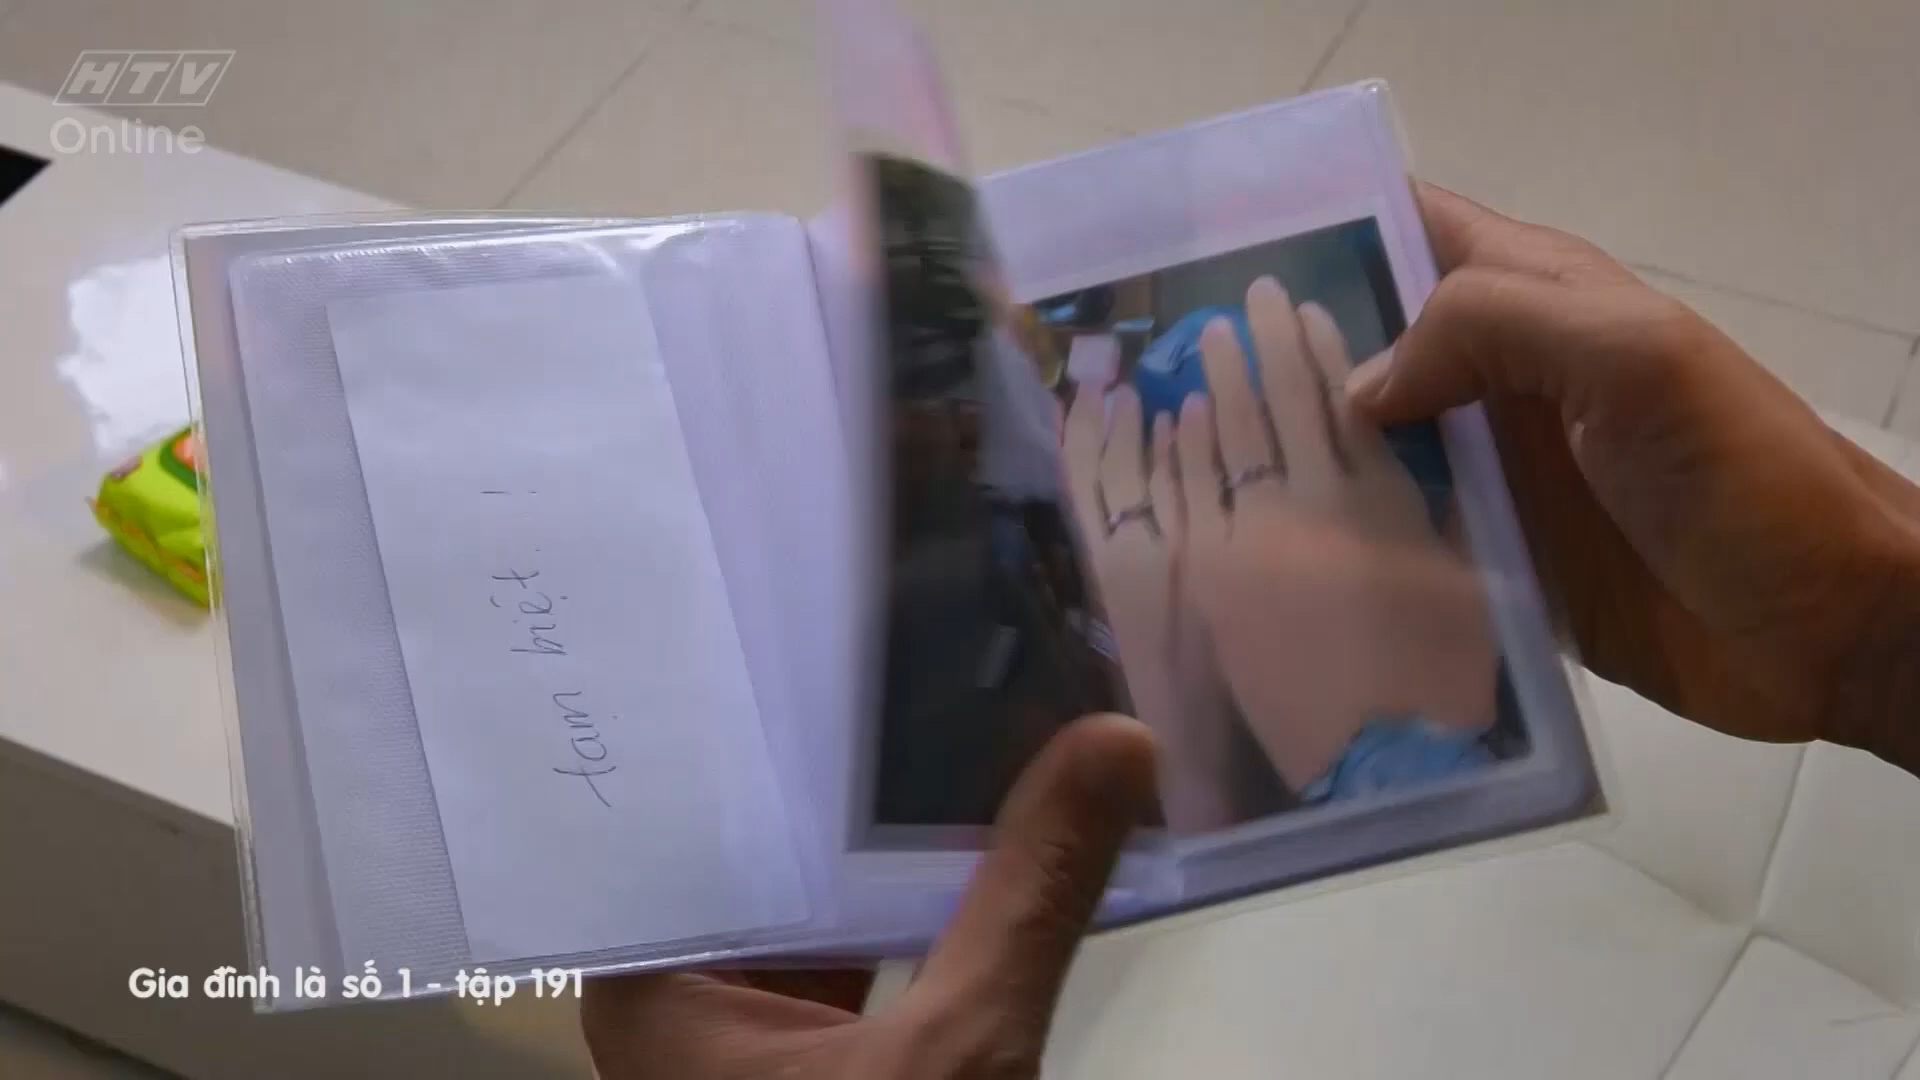 HTV
Online
tạm biệt. !
Gia đình là số 1 - tập 191